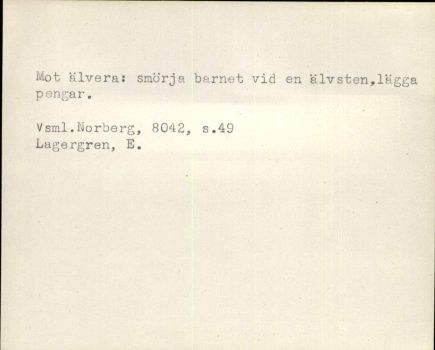 Mot älvera: smörja barnet vid en älvsten,lägga
pengar.
Vsml.Norberg, 8042, s.49
Lagergren, E.